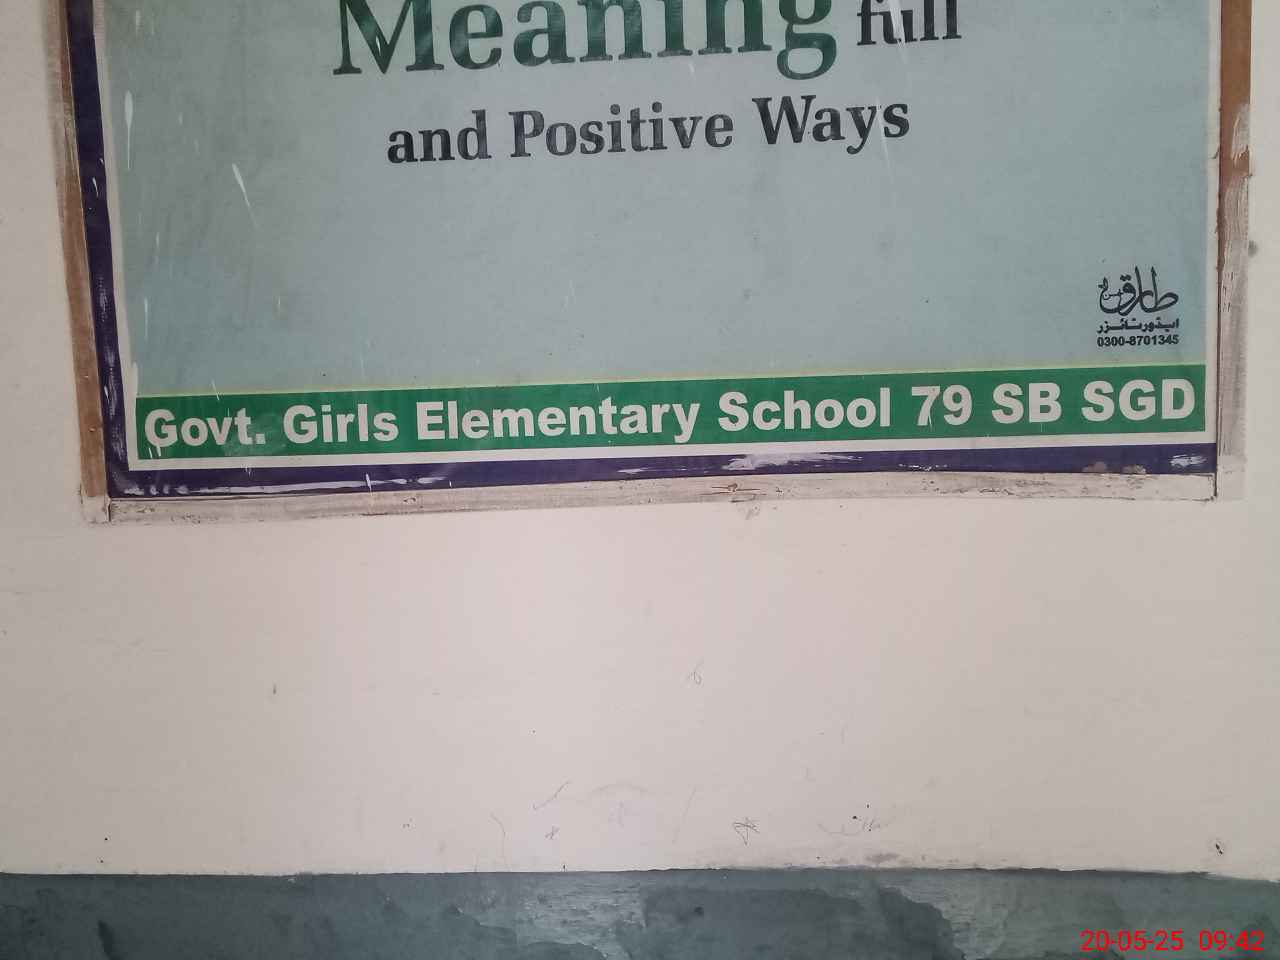 Meaning full
and Positive Ways
طارق
ایڈورٹائزر
0300-8701345
Govt. Girls Elementary School 79 SB SGD
20-05-25 09:42